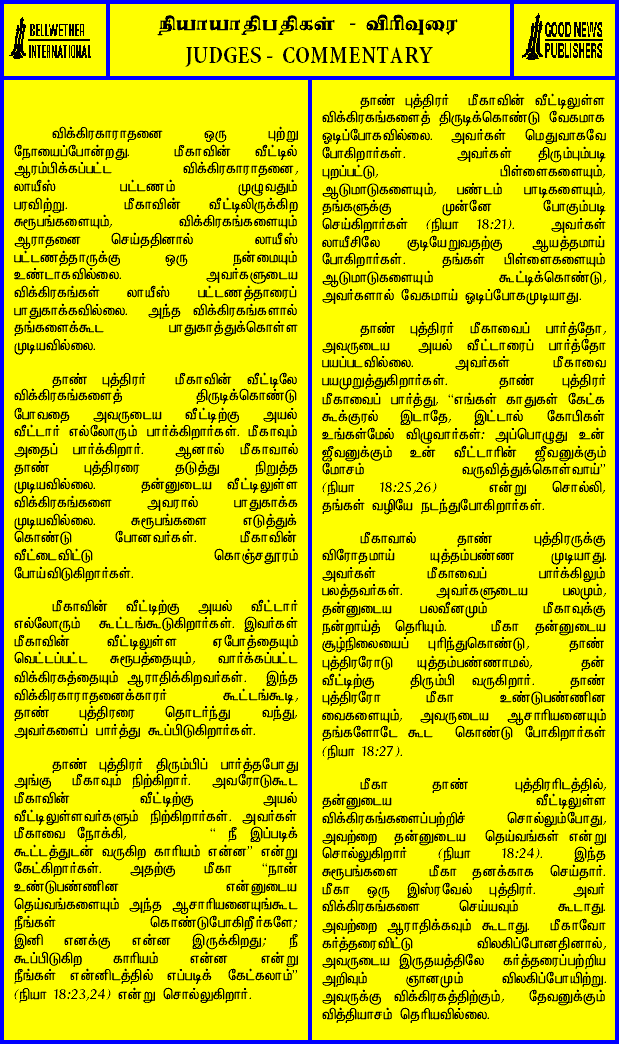 BELLWETHER
INTERNATIONAL
நியாயாதிபதிகள் - விரிவுரை
JUDGES - COMMENTARY
GOOD NEWS
PUBLISHERS
விக்கிரகாராதனை ஒரு புற்று
நோயைப்போன்றது. மீகாவின் வீட்டில்
ஆரம்பிக்கப்பட்ட விக்கிரகாராதனை,
லாயீஸ் பட்டணம் முழுவதும்
பரவிற்று. மீகாவின் வீட்டிலிருக்கிற
சுரூபங்களையும், விக்கிரகங்களையும்
ஆராதனை செய்ததினால் லாயீஸ்
பட்டணத்தாருக்கு ஒரு நன்மையும்
உண்டாகவில்லை. அவர்களுடைய
விக்கிரகங்கள் லாயீஸ் பட்டணத்தாரைப்
பாதுகாக்கவில்லை. அந்த விக்கிரகங்களால்
தங்களைக்கூட பாதுகாத்துக்கொள்ள
முடியவில்லை.
தாண் புத்திரர் மீகாவின் வீட்டிலே
விக்கிரகங்களைத் திருடிக்கொண்டு
போவதை அவருடைய வீட்டிற்கு அயல்
வீட்டார் எல்லோரும் பார்க்கிறார்கள். மீகாவும்
அதைப் பார்க்கிறார். ஆனால் மீகாவால்
தாண் புத்திரரை தடுத்து நிறுத்த
முடியவில்லை. தன்னுடைய வீட்டிலுள்ள
விக்கிரகங்களை அவரால் பாதுகாக்க
முடியவில்லை. சுரூபங்களை எடுத்துக்
கொண்டு போனவர்கள். மீகாவின்
வீட்டைவிட்டு கொஞ்சதூரம்
போய்விடுகிறார்கள்.
மீகாவின் வீட்டிற்கு அயல் வீட்டார்
எல்லோரும் கூட்டங்கூடுகிறார்கள். இவர்கள்
மீகாவின் வீட்டிலுள்ள ஏபோத்தையும்
வெட்டப்பட்ட சுரூபத்தையும், வார்க்கப்பட்ட
விக்கிரகத்தையும் ஆராதிக்கிறவர்கள். இந்த
விக்கிரகாராதனைக்காரர் கூட்டங்கூடி,
தாண் புத்திரரை தொடர்ந்து வந்து,
அவர்களைப் பார்த்து கூப்பிடுகிறார்கள்.
தாண் புத்திரர் திரும்பிப் பார்த்தபோது
அங்கு மீகாவும் நிற்கிறார். அவரோடுகூட
மீகாவின் வீட்டிற்கு அயல்
வீட்டிலுள்ளவர்களும் நிற்கிறார்கள். அவர்கள்
மீகாவை நோக்கி, “ நீ இப்படிக்
கூட்டத்துடன் வருகிற காரியம் என்ன” என்று
கேட்கிறார்கள். அதற்கு மீகா “நான்
உண்டுபண்ணின என்னுடைய
தெய்வங்களையும் அந்த ஆசாரியனையுங்கூட
நீங்கள் கொண்டுபோகிறீர்களே;
இனி எனக்கு என்ன இருக்கிறது; நீ
கூப்பிடுகிற காரியம் என்ன என்று
நீங்கள் என்னிடத்தில் எப்படிக் கேட்கலாம்”
(நியா 18:23,24) என்று சொல்லுகிறார்.
தாண் புத்திரர் மீகாவின் வீட்டிலுள்ள
விக்கிரகங்களைத் திருடிக்கொண்டு வேகமாக
ஓடிப்போகவில்லை. அவர்கள் மெதுவாகவே
போகிறார்கள். அவர்கள் திரும்பும்படி
புறப்பட்டு, பிள்ளைகளையும்,
ஆடுமாடுகளையும், பண்டம் பாடிகளையும்,
தங்களுக்கு முன்னே போகும்படி
செய்கிறார்கள் (நியா 18:21). அவர்கள்
லாயீசிலே குடியேறுவதற்கு ஆயத்தமாய்
போகிறார்கள். தங்கள் பிள்ளைகளையும்
ஆடுமாடுகளையும் கூட்டிக்கொண்டு,
அவர்களால் வேகமாய் ஓடிப்போகமுடியாது.
தாண் புத்திரர் மீகாவைப் பார்த்தோ,
அவருடைய அயல் வீட்டாரைப் பார்த்தோ
பயப்படவில்லை. அவர்கள் மீகாவை
பயமுறுத்துகிறார்கள். தாண் புத்திரர்
மீகாவைப் பார்த்து, “எங்கள் காதுகள் கேட்க
கூக்குரல் இடாதே, இட்டால் கோபிகள்
உங்கள்மேல் விழுவார்கள்; அப்பொழுது உன்
ஜீவனுக்கும் உன் வீட்டாரின் ஜீவனுக்கும்
மோசம் வருவித்துக்கொள்வாய்”
(நியா 18:25,26) என்று சொல்லி,
தங்கள் வழியே நடந்துபோகிறார்கள்.
மீகாவால் தாண் புத்திரருக்கு
விரோதமாய் யுத்தம்பண்ண முடியாது.
அவர்கள் மீகாவைப் பார்க்கிலும்
பலத்தவர்கள். அவர்களுடைய பலமும்,
தன்னுடைய பலவீனமும் மீகாவுக்கு
நன்றாய்த் தெரியும். மீகா தன்னுடைய
சூழ்நிலையைப் புரிந்துகொண்டு, தாண்
புத்திரரோடு யுத்தம்பண்ணாமல், தன்
வீட்டிற்கு திரும்பி வருகிறார். தாண்
புத்திரரோ மீகா உண்டுபண்ணின
வைகளையும், அவருடைய ஆசாரியனையும்
தங்களோடே கூட கொண்டு போகிறார்கள்
(நியா 18:27).
மீகா தாண் புத்திரரிடத்தில்,
தன்னுடைய வீட்டிலுள்ள
விக்கிரகங்களைப்பற்றிச் சொல்லும்போது,
அவற்றை தன்னுடைய தெய்வங்கள் என்று
சொல்லுகிறார் (நியா 18:24). இந்த
சுரூபங்களை மீகா தனக்காக செய்தார்.
மீகா ஒரு இஸ்ரவேல் புத்திரர். அவர்
விக்கிரகங்களை செய்யவும் கூடாது.
அவற்றை ஆராதிக்கவும் கூடாது. மீகாவோ
கர்த்தரைவிட்டு விலகிப்போனதினால்,
அவருடைய இருதயத்திலே கர்த்தரைப்பற்றிய
அறிவும் ஞானமும் விலகிப்போயிற்று.
அவருக்கு விக்கிரகத்திற்கும், தேவனுக்கும்
வித்தியாசம் தெரியவில்லை.